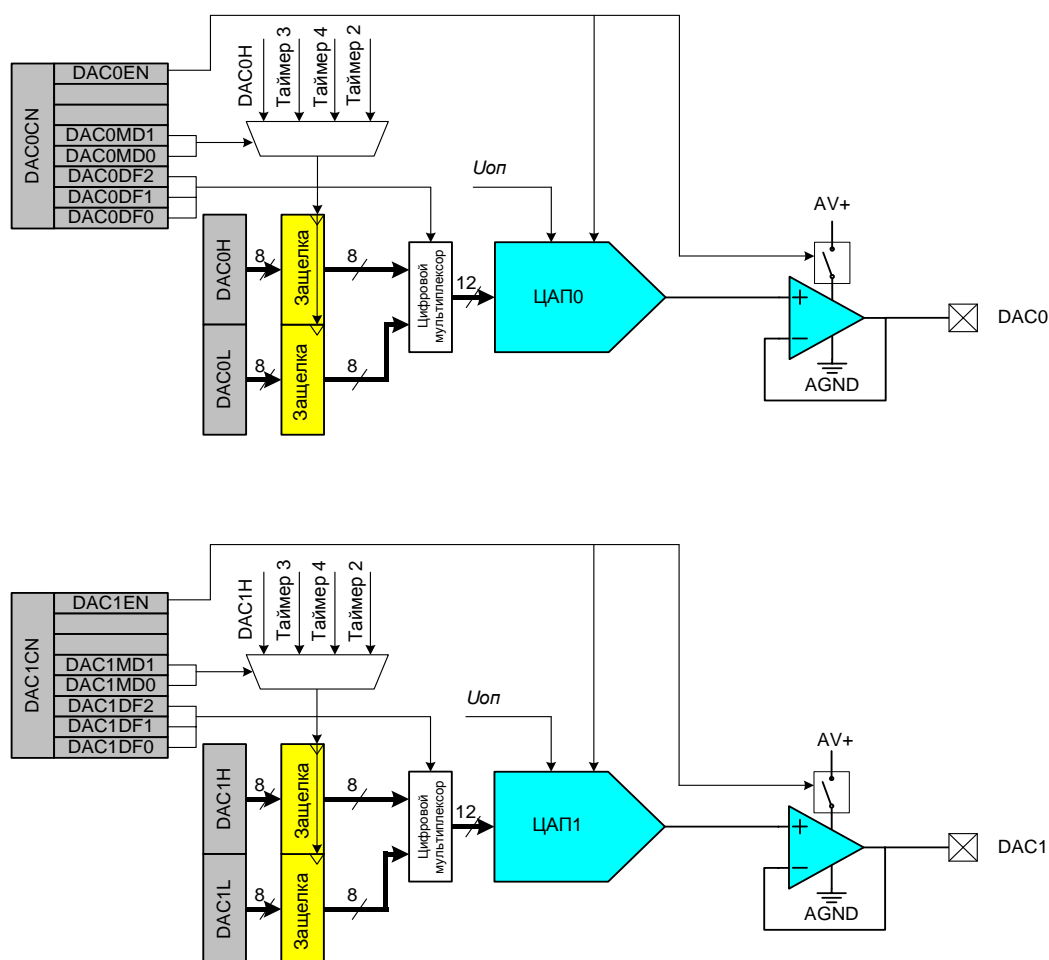 DAC0CN
DAC0EN
DAC0MD1
DAC0MD0
DAC0DF2
DAC0DF1
DAC0DF0
DAC0H
Таймер 3
Таймер 4
Таймер 2
DAC0H
8
Защелка
8
DAC0L
8
Защелка
8
Цифровой
мультиплексор
12
Uоп
ЦАП0
AV+
+
−
AGND
DAC0
DAC1CN
DAC1EN
DAC1MD1
DAC1MD0
DAC1DF2
DAC1DF1
DAC1DF0
DAC1H
Таймер 3
Таймер 4
Таймер 2
DAC1H
8
Защелка
8
DAC1L
8
Защелка
8
Цифровой
мультиплексор
12
Uоп
ЦАП1
AV+
+
−
AGND
DAC1